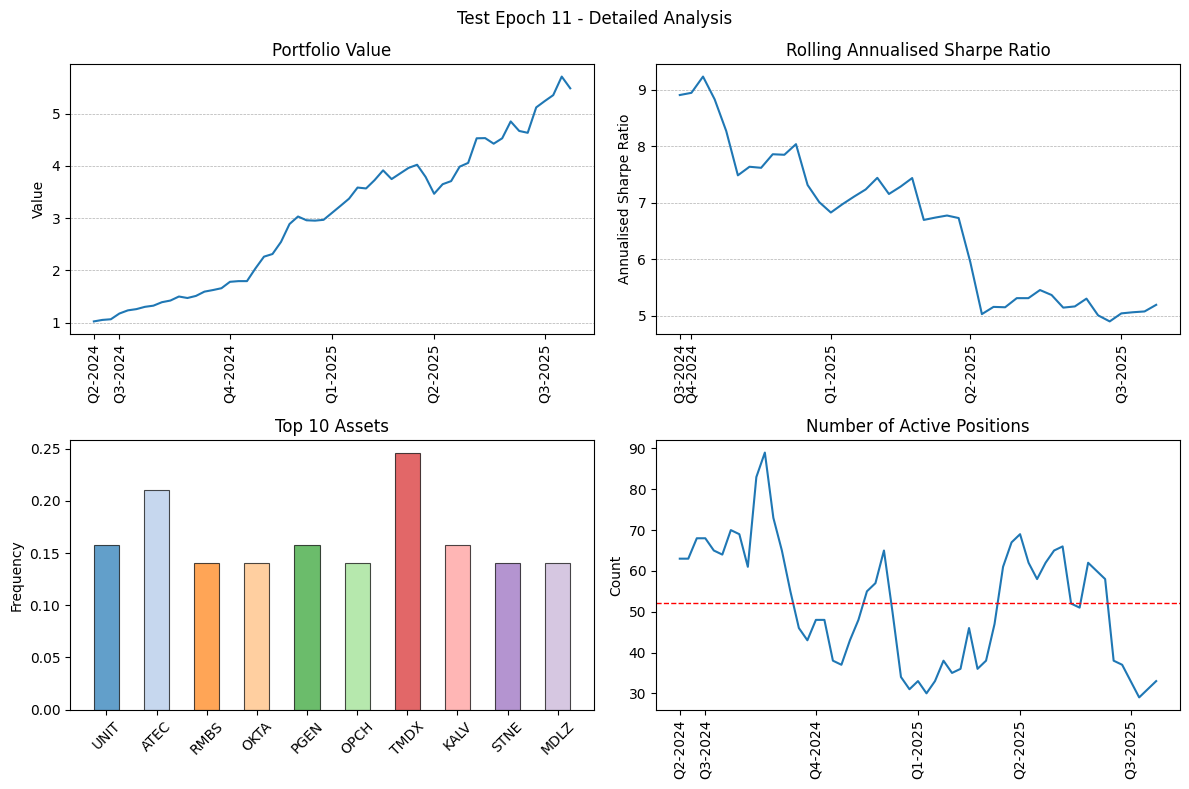 Test Epoch 11 - Detailed Analysis
Portfolio Value
Value
5
4
3
2
1
Q2-2024
Q3-2024
Q4-2024
Q1-2025
Q2-2025
Q3-2025
Rolling Annualised Sharpe Ratio
Annualised Sharpe Ratio
9
8
7
6
5
Q3-2024
Q4-2024
Q1-2025
Q2-2025
Q3-2025
Top 10 Assets
Frequency
0.25
0.20
0.15
0.10
0.05
0.00
UNIT
ATEC
RMBS
OKTA
PGEN
OPCH
TMDX
KALV
STNE
MDLZ
Number of Active Positions
Count
90
80
70
60
50
40
30
Q2-2024
Q3-2024
Q4-2024
Q1-2025
Q2-2025
Q3-2025